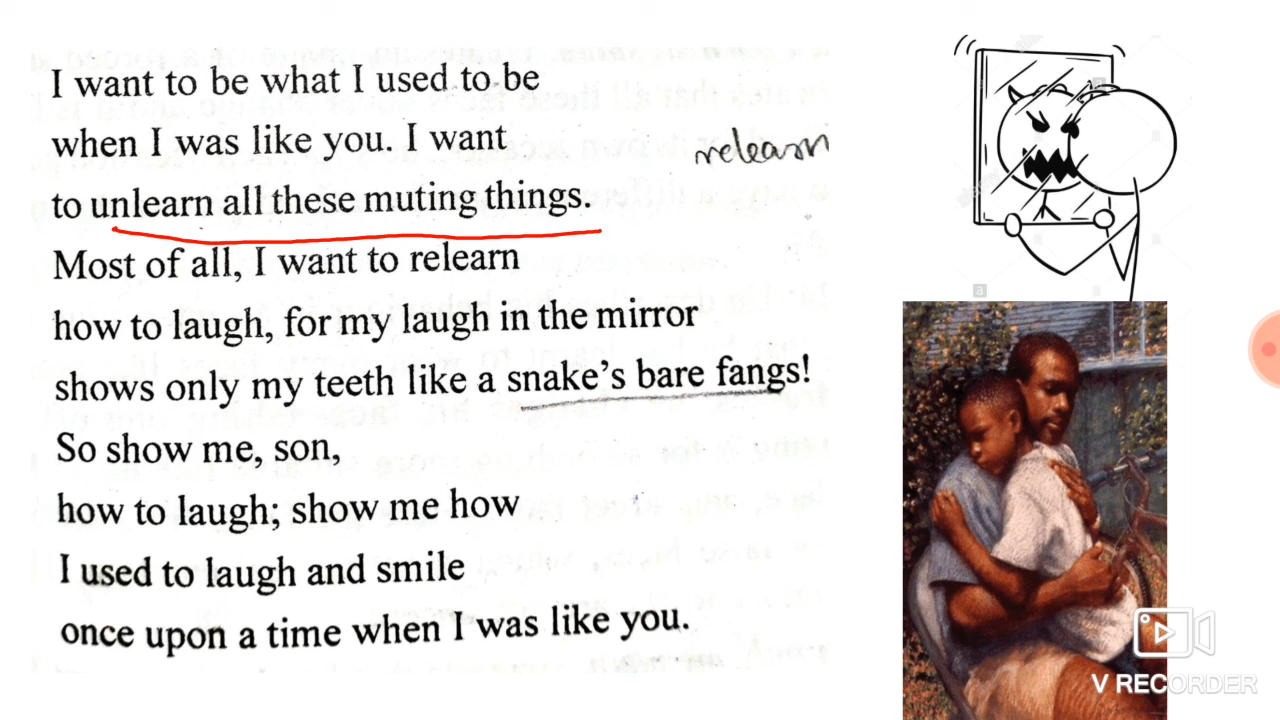 I want to be what I used to be
when I was like you. I want
to unlearn all these muting things.
Most of all, I want to relearn
how to laugh, for my laugh in the mirror
shows only my teeth like a snake's bare fangs!
So show me, son,
how to laugh; show me how
I used to laugh and smile
once upon a time when I was like you.
relearn
a
a
V RECORDER